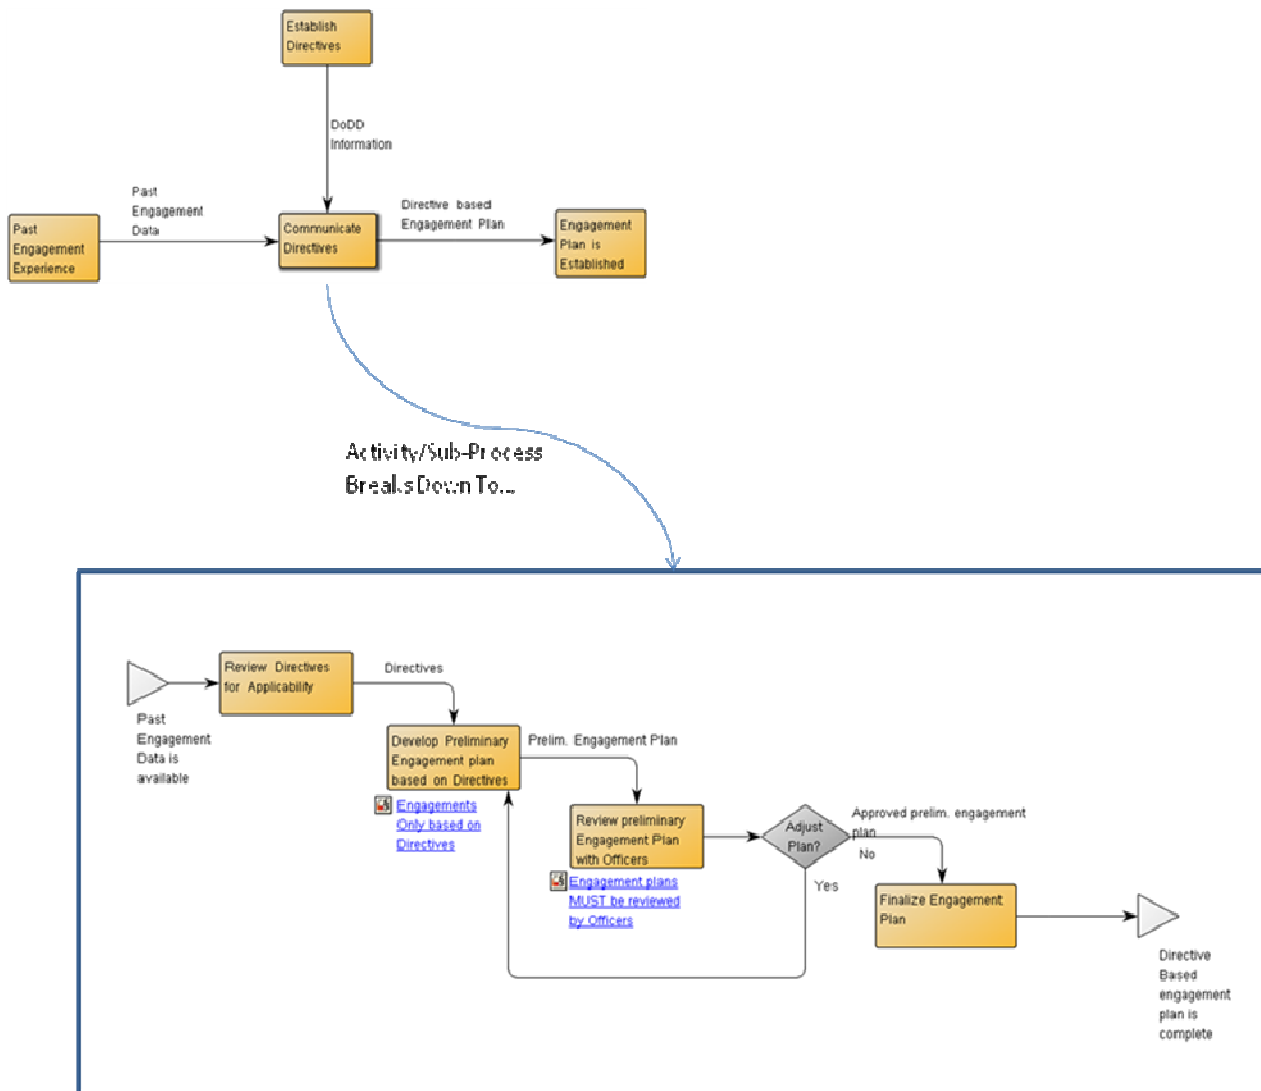 Establish
Directives
DoDD
Information
Past
Engagement
Data
Directive based
Engagement Plan
Past
Engagement
Experience
Communicate
Directives
Engagement
Plan is
Established
Activity/Sub-Process
Breaks Down To...
Review Directives
for Applicability
Directives
Past
Engagement
Data is
available
Develop Preliminary
Engagement plan
based on Directives
Prelim. Engagement Plan
Engagements
Only based on
Directives
Review preliminary
Engagement Plan
with Officers
Engagement plans
MUST be reviewed
by Officers
Adjust
Plan?
Approved prelim. engagement
plan
No
Yes
Finalize Engagement
Plan
Directive
Based
engagement
plan is
complete